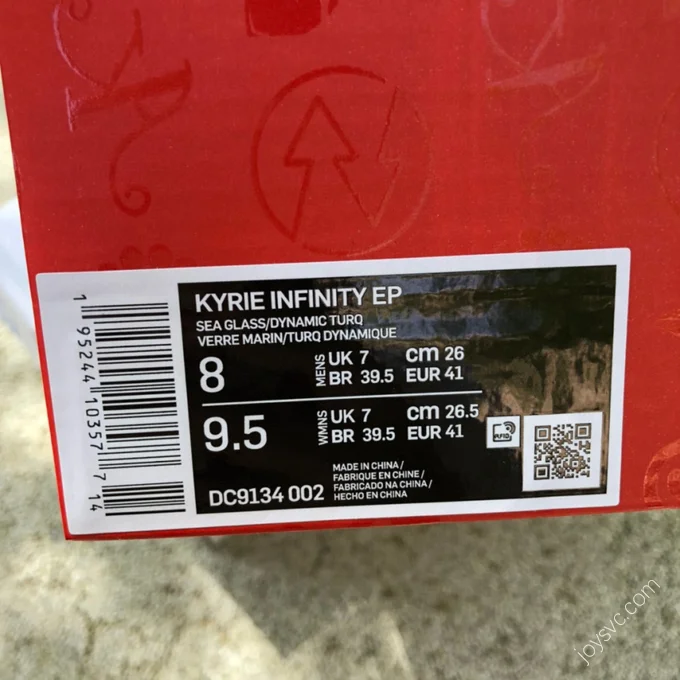 KYRIE INFINITY EP
SEA GLASS/DYNAMIC TURQ
VERRE MARIN/TURQ DYNAMIQUE
8 MENS UK 7 cm 26
BR 39.5 EUR 41
9.5 WMNS UK 7 cm 26.5
BR 39.5 EUR 41
RFID
MADE IN CHINA /
FABRIQUE EN CHINE /
FABRICADO NA CHINA /
HECHO EN CHINA
DC9134 002
1 95244 10357 7 14
joysvc.com